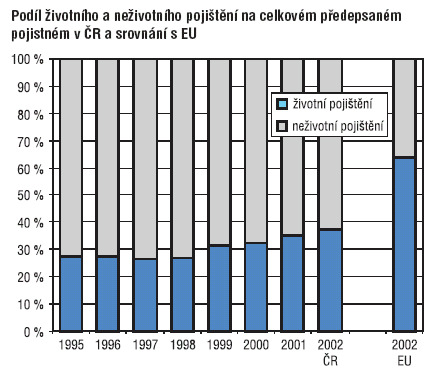 Podíl životního a neživotního pojištění na celkovém předepsaném
pojistném v ČR a srovnání s EU
100 %
90 %
80 %
70 %
60 %
50 %
40 %
30 %
20 %
10 %
0 %
životní pojištění
neživotní pojištění
1995 1996 1997 1998 1999 2000 2001 2002 2002
ČR EU